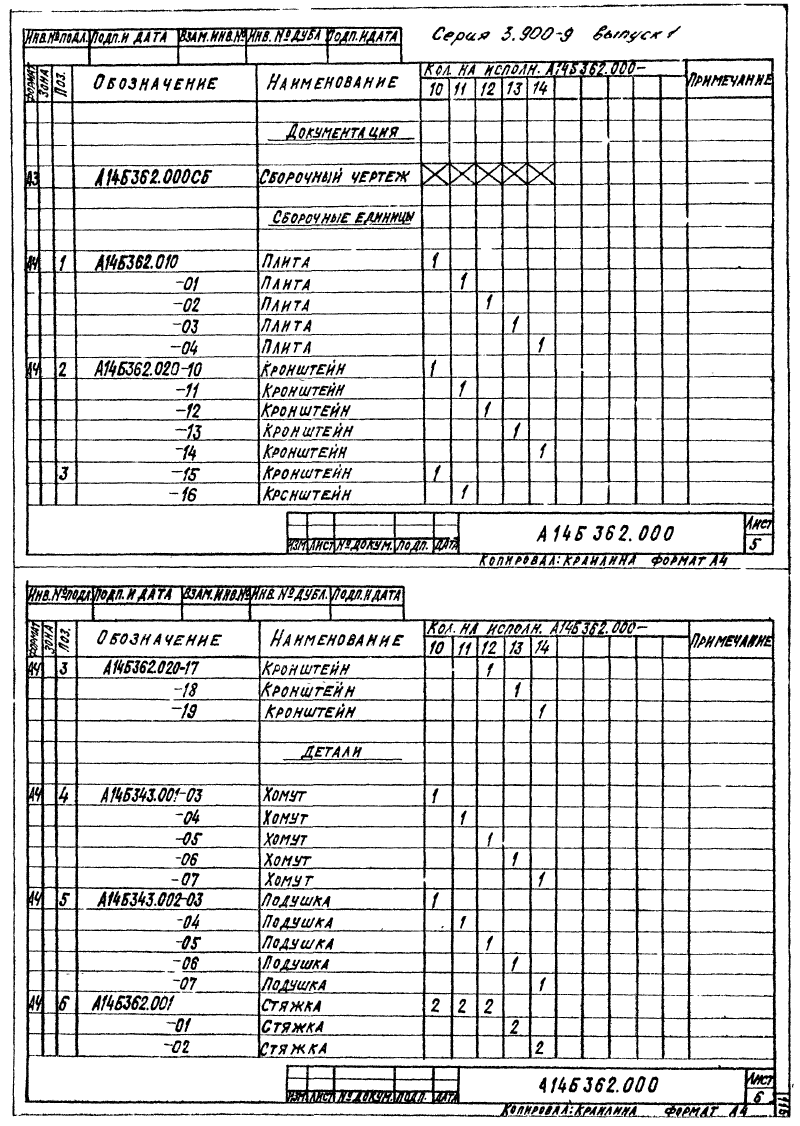 Серия 3.900-9 выпуск 1
Инв.№подл. Подп.и дата Взам.инв.№ Инв.№дубл. Подп.и дата
Формат Зона Поз. Обозначение Наименование Кол. на исполн. А14Б362.000— Примечание
10 11 12 13 14
Документация
А3 А14Б362.000СБ Сборочный чертеж
Сборочные единицы
А4 1 А14Б362.010 Плита 1
-01 Плита 1
-02 Плита 1
-03 Плита 1
-04 Плита 1
А4 2 А14Б362.020-10 Кронштейн 1
-11 Кронштейн 1
-12 Кронштейн 1
-13 Кронштейн 1
-14 Кронштейн 1
3 -15 Кронштейн 1
-16 Кронштейн 1
Изм. Лист № докум. Подп. Дата А14Б362.000 Лист 5
Копировал: Краилина Формат А4
Инв.№подл. Подп.и дата Взам.инв.№ Инв.№дубл. Подп.и дата
Формат Зона Поз. Обозначение Наименование Кол. на исполн. А14Б362.000— Примечание
10 11 12 13 14
А4 3 А14Б362.020-17 Кронштейн 1
-18 Кронштейн 1
-19 Кронштейн 1
Детали
А4 4 А14Б343.001-03 Хомут 1
-04 Хомут 1
-05 Хомут 1
-06 Хомут 1
-07 Хомут 1
А4 5 А14Б343.002-03 Подушка 1
-04 Подушка 1
-05 Подушка 1
-06 Подушка 1
-07 Подушка 1
А4 6 А14Б362.001 Стяжка 2 2 2
-01 Стяжка 2
-02 Стяжка 2
Изм. Лист № докум. Подп. Дата А14Б362.000 Лист 6
Копировал: Краилина Формат А4